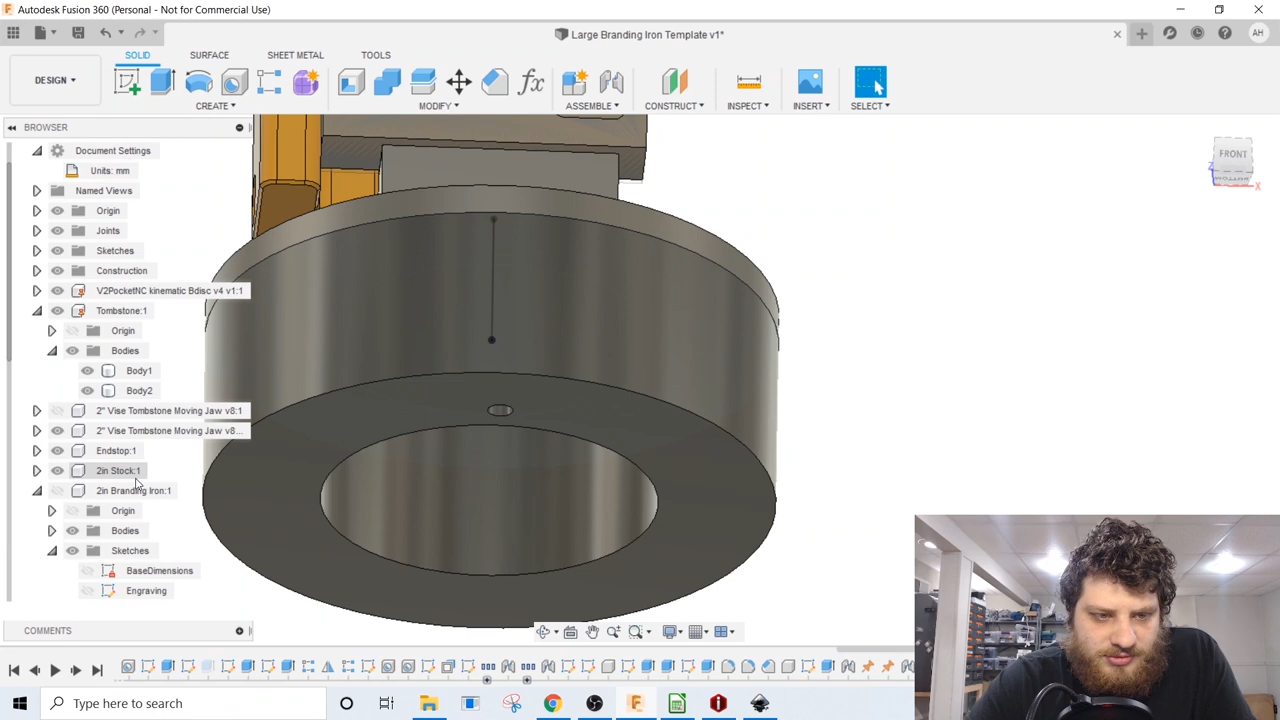 Autodesk Fusion 360 (Personal - Not for Commercial Use)
Large Branding Iron Template v1*
AH
DESIGN
SOLID
SURFACE
SHEET METAL
TOOLS
CREATE
MODIFY
fx
ASSEMBLE
CONSTRUCT
INSPECT
INSERT
SELECT
BROWSER
Document Settings
Units: mm
Named Views
Origin
Joints
Sketches
Construction
V2PocketNC kinematic Bdisc v4 v1:1
Tombstone:1
Origin
Bodies
Body1
Body2
2" Vise Tombstone Moving Jaw v8:1
2" Vise Tombstone Moving Jaw v8...
Endstop:1
2in Stock:1
2in Branding Iron:1
Origin
Bodies
Sketches
BaseDimensions
Engraving
COMMENTS
FRONT
BOTTOM
Z
X
Type here to search